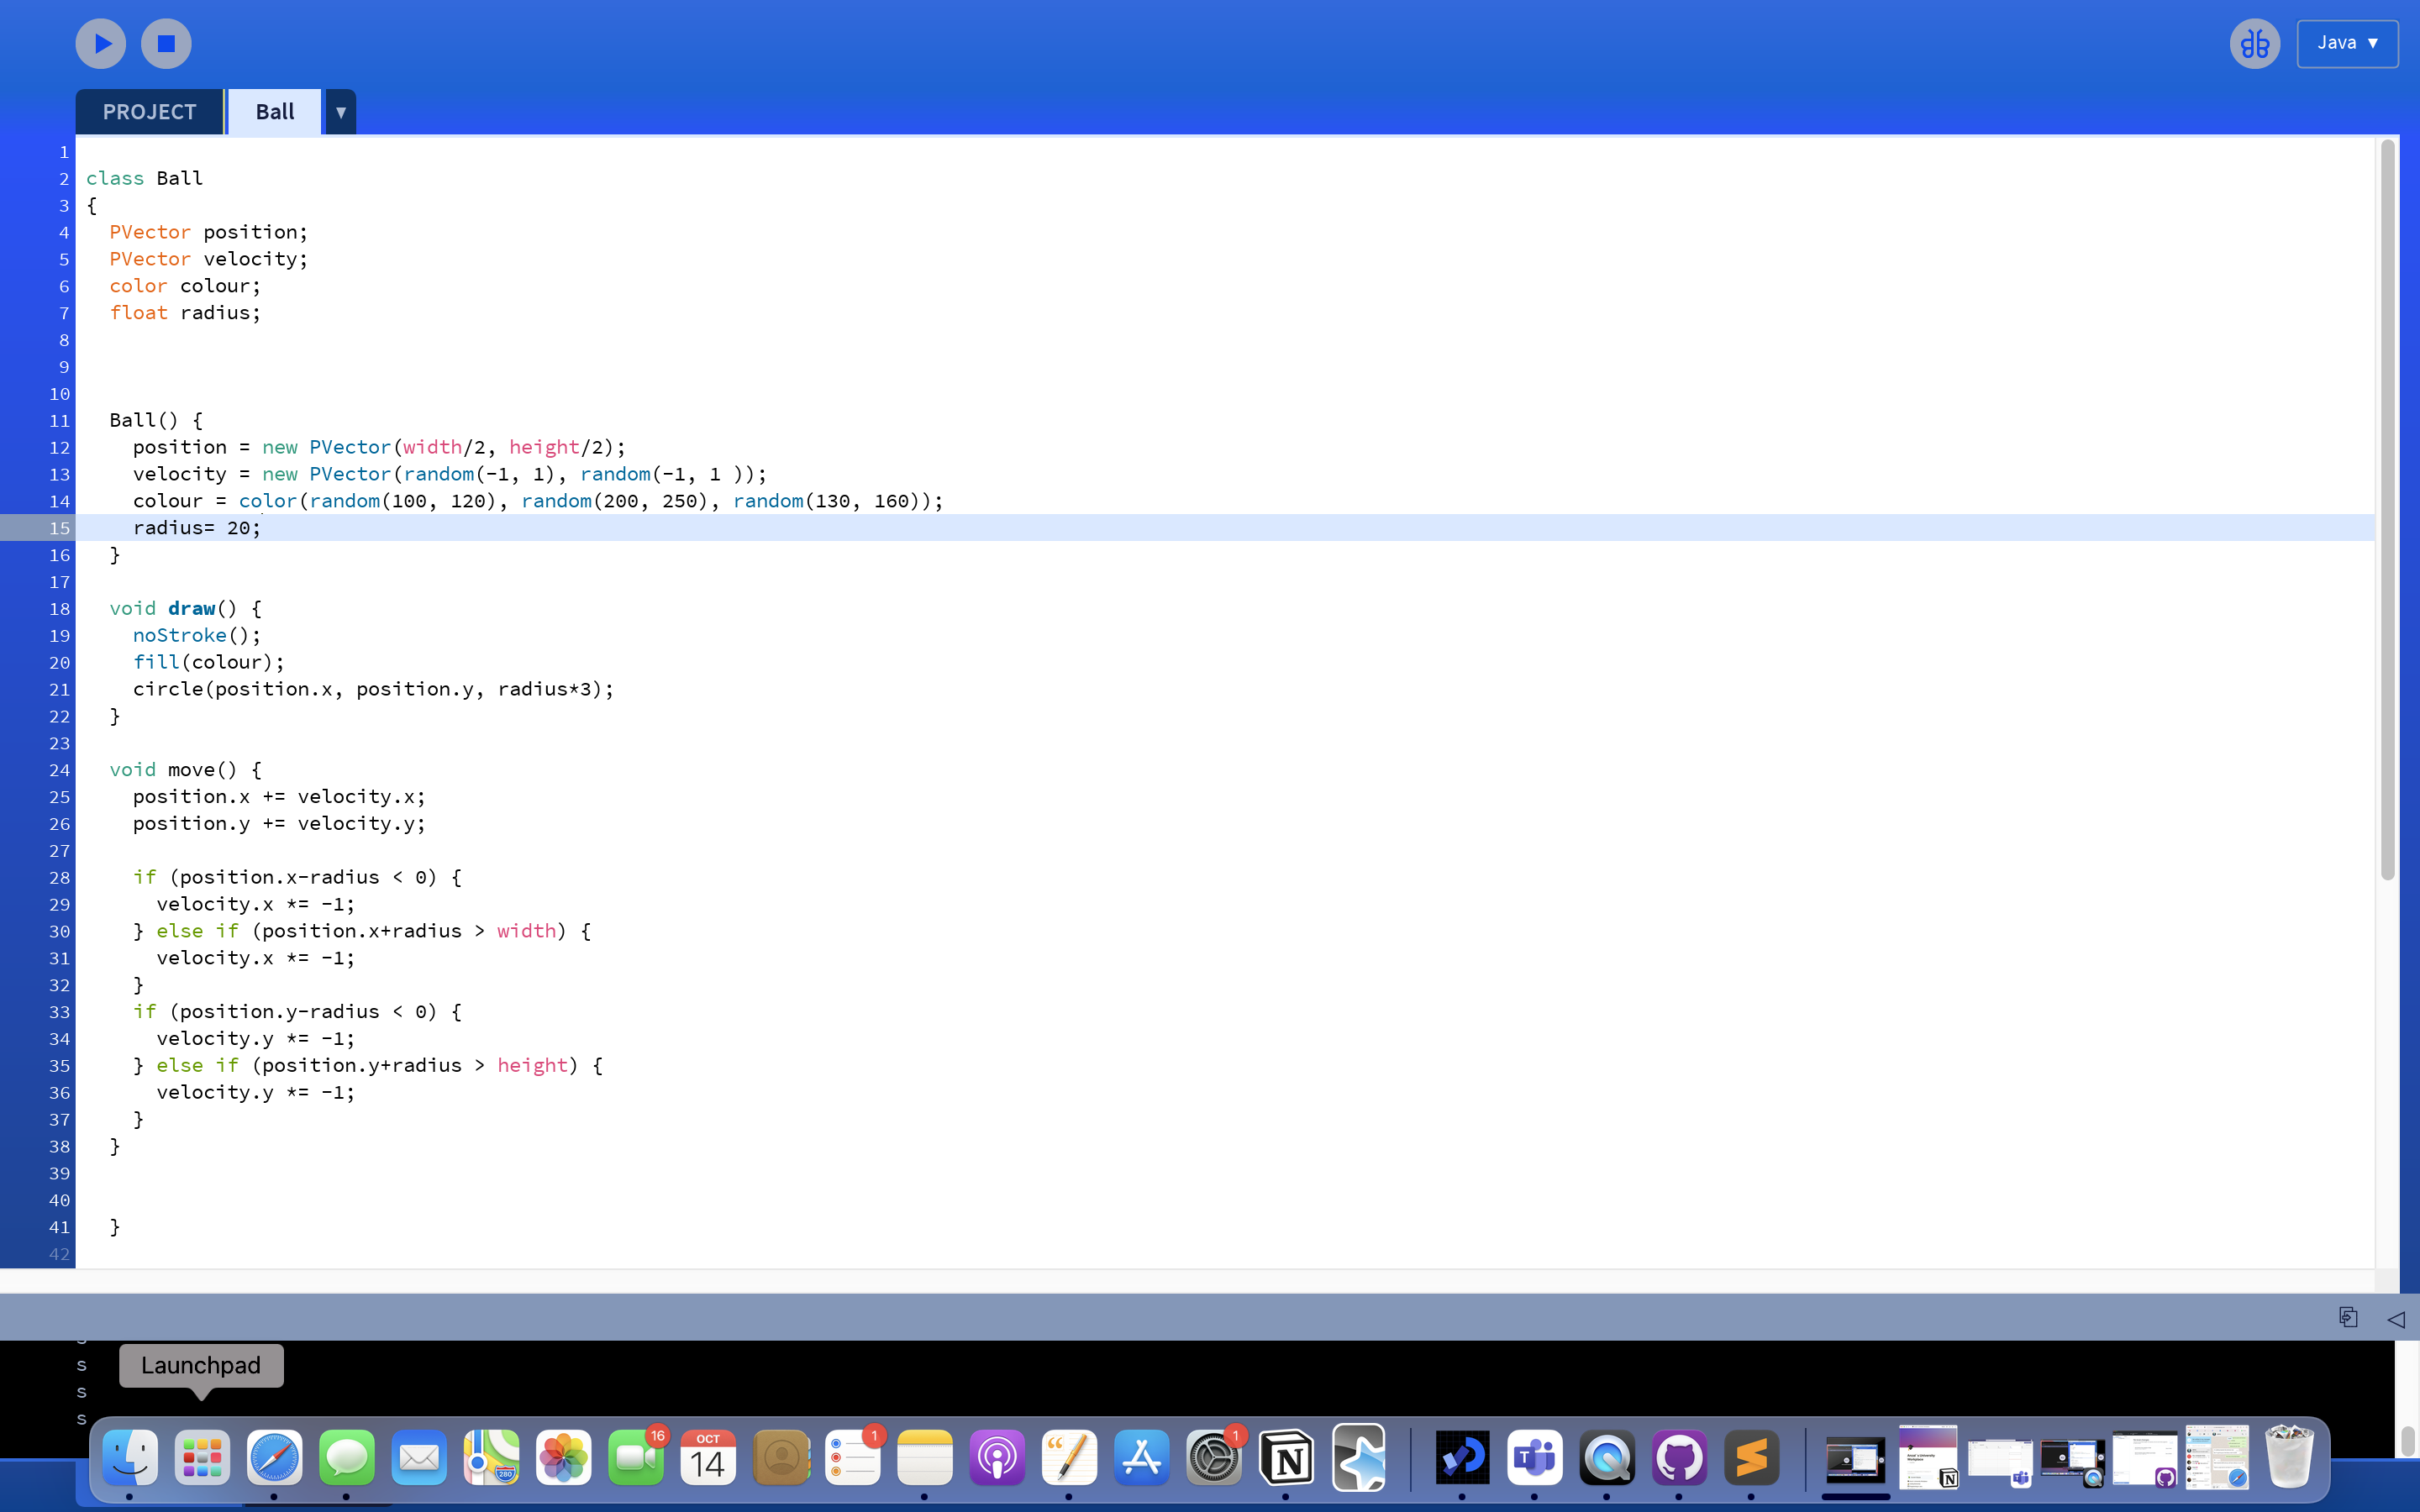 Java ▼
PROJECT
Ball
▼
1
2 class Ball
3 {
4 PVector position;
5 PVector velocity;
6 color colour;
7 float radius;
8
9
10
11 Ball() {
12 position = new PVector(width/2, height/2);
13 velocity = new PVector(random(-1, 1), random(-1, 1 ));
14 colour = color(random(100, 120), random(200, 250), random(130, 160));
15 radius= 20;
16 }
17
18 void draw() {
19 noStroke();
20 fill(colour);
21 circle(position.x, position.y, radius*3);
22 }
23
24 void move() {
25 position.x += velocity.x;
26 position.y += velocity.y;
27
28 if (position.x-radius < 0) {
29 velocity.x *= -1;
30 } else if (position.x+radius > width) {
31 velocity.x *= -1;
32 }
33 if (position.y-radius < 0) {
34 velocity.y *= -1;
35 } else if (position.y+radius > height) {
36 velocity.y *= -1;
37 }
38 }
39
40
41 }
42
s
s
s
Launchpad
280
16
OCT
14
1
1
N
T